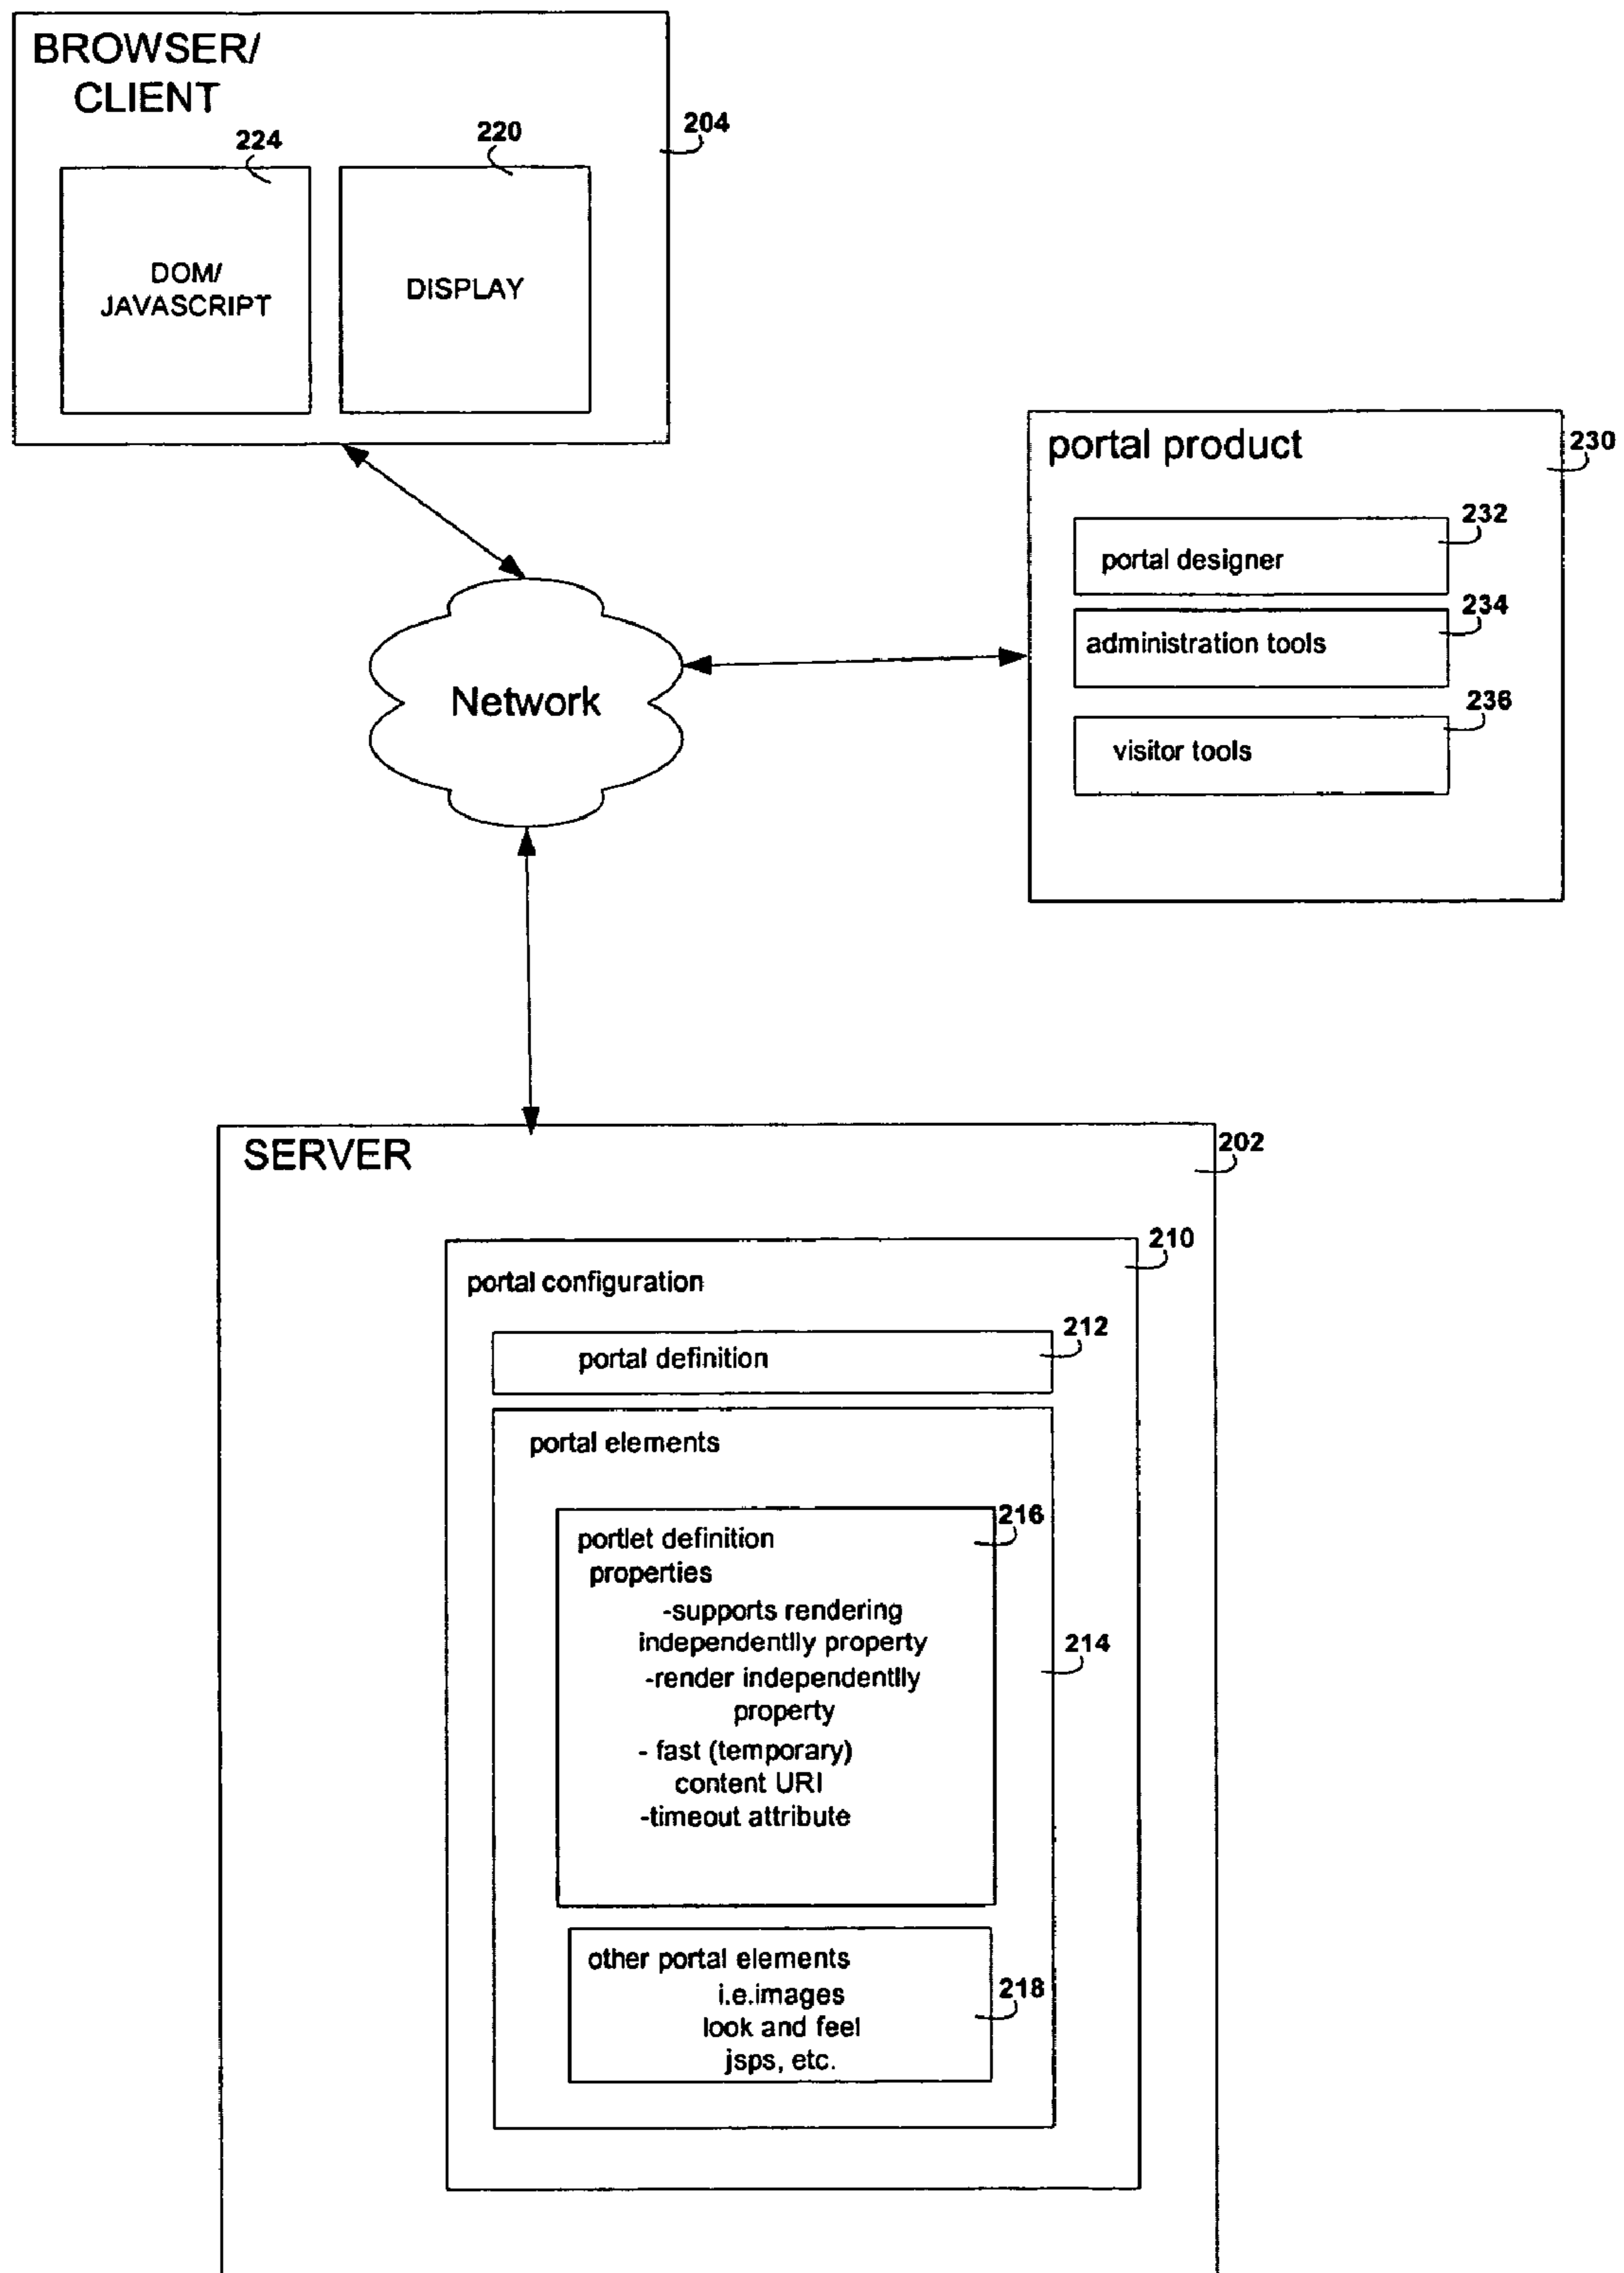 BROWSER/
CLIENT
204
224
220
DOM/
JAVASCRIPT
DISPLAY
portal product
230
232
portal designer
234
administration tools
236
visitor tools
Network
SERVER
202
210
portal configuration
212
portal definition
portal elements
216
portlet definition
properties
-supports rendering
independentlly property
214
-render independentlly
property
- fast (temporary)
content URI
-timeout attribute
other portal elements
218
i.e.images
look and feel
jsps, etc.